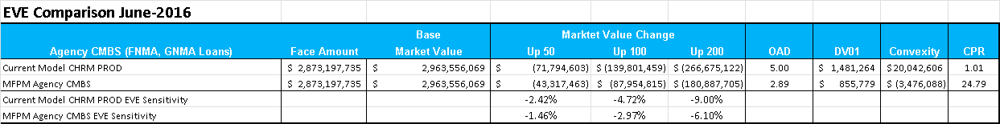 EVE Comparison June-2016
Base Marktet Value Change
Agency CMBS (FNMA, GNMA Loans) Face Amount Market Value Up 50 Up 100 Up 200 OAD DV01 Convexity CPR
Current Model CHRM PROD $ 2,873,197,735 $ 2,963,556,069 $ (71,794,603) $ (139,801,459) $ (266,675,122) 5.00 $ 1,481,264 $ 20,042,606 1.01
MFPM Agency CMBS $ 2,873,197,735 $ 2,963,556,069 $ (43,317,463) $ (87,954,815) $ (180,887,705) 2.89 $ 855,779 $ (3,476,088) 24.79
Current Model CHRM PROD EVE Sensitivity -2.42% -4.72% -9.00%
MFPM Agency CMBS EVE Sensitivity -1.46% -2.97% -6.10%